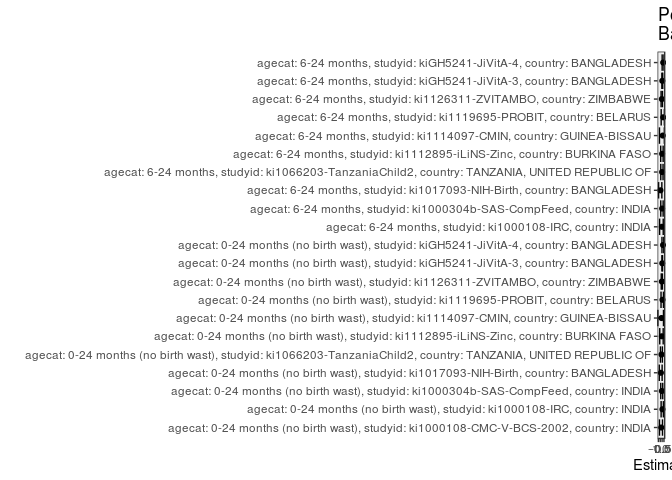 P
Ba
agecat: 6-24 months, studyid: kiGH5241-JiVitA-4, country: BANGLADESH
agecat: 6-24 months, studyid: kiGH5241-JiVitA-3, country: BANGLADESH
agecat: 6-24 months, studyid: ki1126311-ZVITAMBO, country: ZIMBABWE
agecat: 6-24 months, studyid: ki1119695-PROBIT, country: BELARUS
agecat: 6-24 months, studyid: ki1114097-CMIN, country: GUINEA-BISSAU
agecat: 6-24 months, studyid: ki1112895-iLiNS-Zinc, country: BURKINA FASO
agecat: 6-24 months, studyid: ki1066203-TanzaniaChild2, country: TANZANIA, UNITED REPUBLIC OF
agecat: 6-24 months, studyid: ki1017093-NIH-Birth, country: BANGLADESH
agecat: 6-24 months, studyid: ki1000304b-SAS-CompFeed, country: INDIA
agecat: 6-24 months, studyid: ki1000108-IRC, country: INDIA
agecat: 0-24 months (no birth wast), studyid: kiGH5241-JiVitA-4, country: BANGLADESH
agecat: 0-24 months (no birth wast), studyid: kiGH5241-JiVitA-3, country: BANGLADESH
agecat: 0-24 months (no birth wast), studyid: ki1126311-ZVITAMBO, country: ZIMBABWE
agecat: 0-24 months (no birth wast), studyid: ki1119695-PROBIT, country: BELARUS
agecat: 0-24 months (no birth wast), studyid: ki1114097-CMIN, country: GUINEA-BISSAU
agecat: 0-24 months (no birth wast), studyid: ki1112895-iLiNS-Zinc, country: BURKINA FASO
agecat: 0-24 months (no birth wast), studyid: ki1066203-TanzaniaChild2, country: TANZANIA, UNITED REPUBLIC OF
agecat: 0-24 months (no birth wast), studyid: ki1017093-NIH-Birth, country: BANGLADESH
agecat: 0-24 months (no birth wast), studyid: ki1000304b-SAS-CompFeed, country: INDIA
agecat: 0-24 months (no birth wast), studyid: ki1000108-IRC, country: INDIA
agecat: 0-24 months (no birth wast), studyid: ki1000108-CMC-V-BCS-2002, country: INDIA
Estima